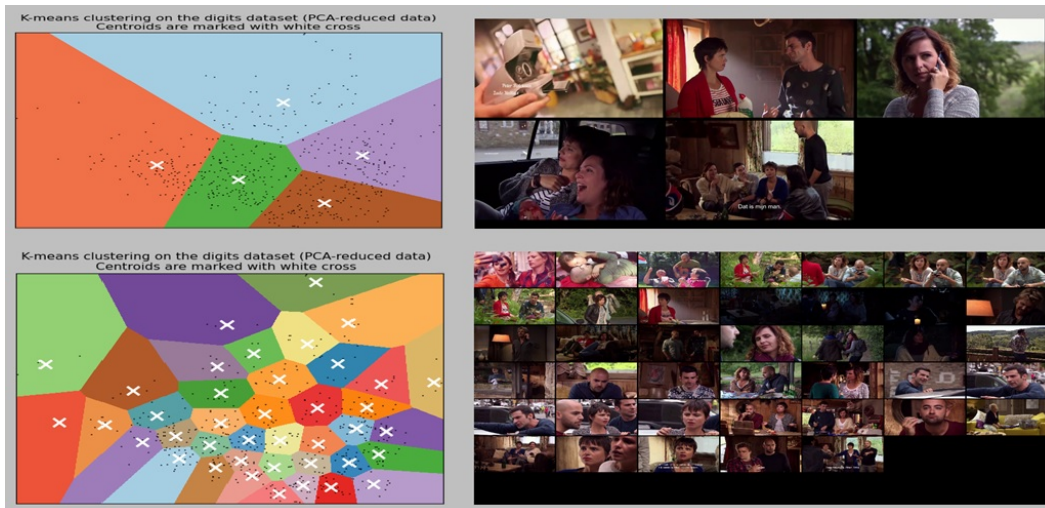 K-means clustering on the digits dataset (PCA-reduced data)
Centroids are marked with white cross
Dat is mijn man.
K-means clustering on the digits dataset (PCA-reduced data)
Centroids are marked with white cross